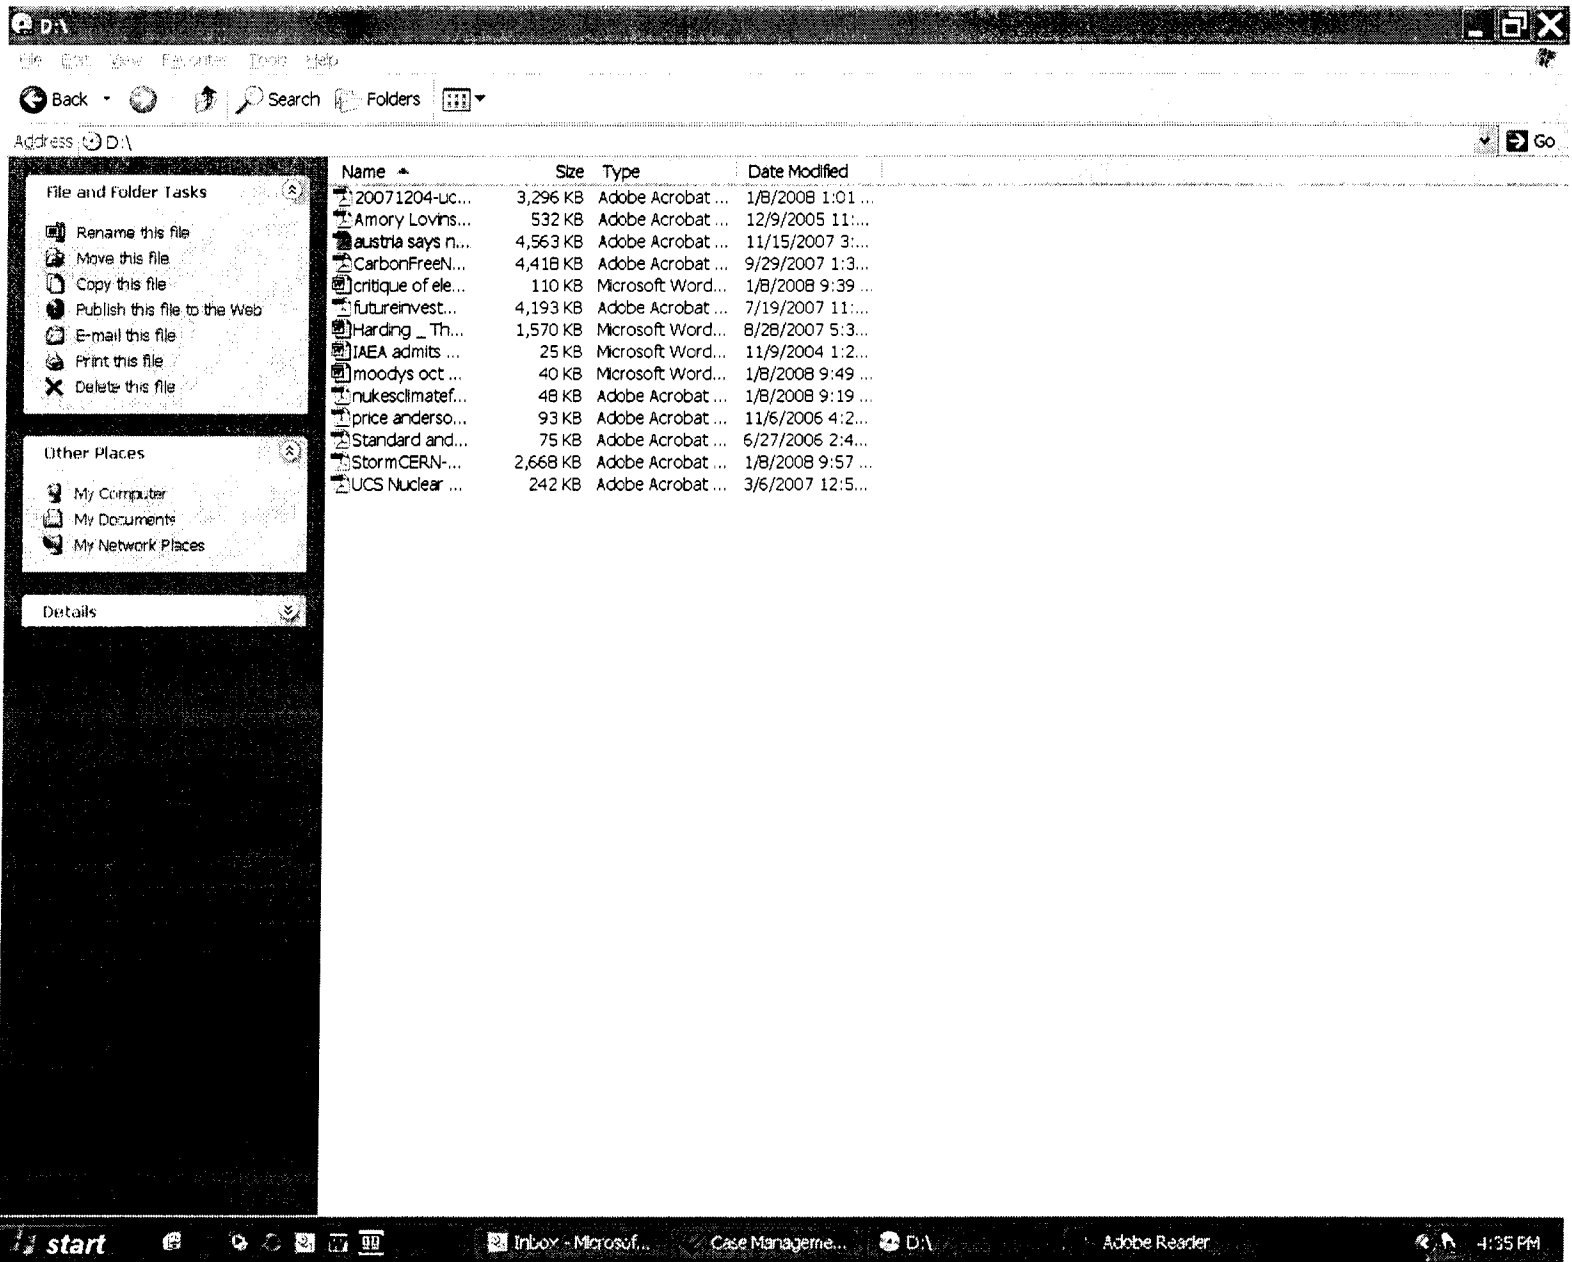 D:\
File Edit View Favorites Tools Help
Back Search Folders
Address D:\ Go
Name Size Type Date Modified
File and Folder Tasks
Rename this file
Move this file
Copy this file
Publish this file to the Web
E-mail this file
Print this file
Delete this file
Other Places
My Computer
My Documents
My Network Places
Details
20071204-uc... 3,296 KB Adobe Acrobat ... 1/8/2008 1:01 ...
Amory Lovins... 532 KB Adobe Acrobat ... 12/9/2005 11:...
austria says n... 4,563 KB Adobe Acrobat ... 11/15/2007 3:...
CarbonFreeN... 4,418 KB Adobe Acrobat ... 9/29/2007 1:3...
critique of ele... 110 KB Microsoft Word... 1/8/2008 9:39 ...
futureinvest... 4,193 KB Adobe Acrobat ... 7/19/2007 11:...
Harding _ Th... 1,570 KB Microsoft Word... 8/28/2007 5:3...
IAEA admits ... 25 KB Microsoft Word... 11/9/2004 1:2...
moodys oct ... 40 KB Microsoft Word... 1/8/2008 9:49 ...
nukesclimatef... 48 KB Adobe Acrobat ... 1/8/2008 9:19 ...
price anderso... 93 KB Adobe Acrobat ... 11/6/2006 4:2...
Standard and... 75 KB Adobe Acrobat ... 6/27/2006 2:4...
StormCERN-... 2,668 KB Adobe Acrobat ... 1/8/2008 9:57 ...
UCS Nuclear ... 242 KB Adobe Acrobat ... 3/6/2007 12:5...
start Inbox - Microsof... Case Manageme... D:\ Adobe Reader 4:35 PM